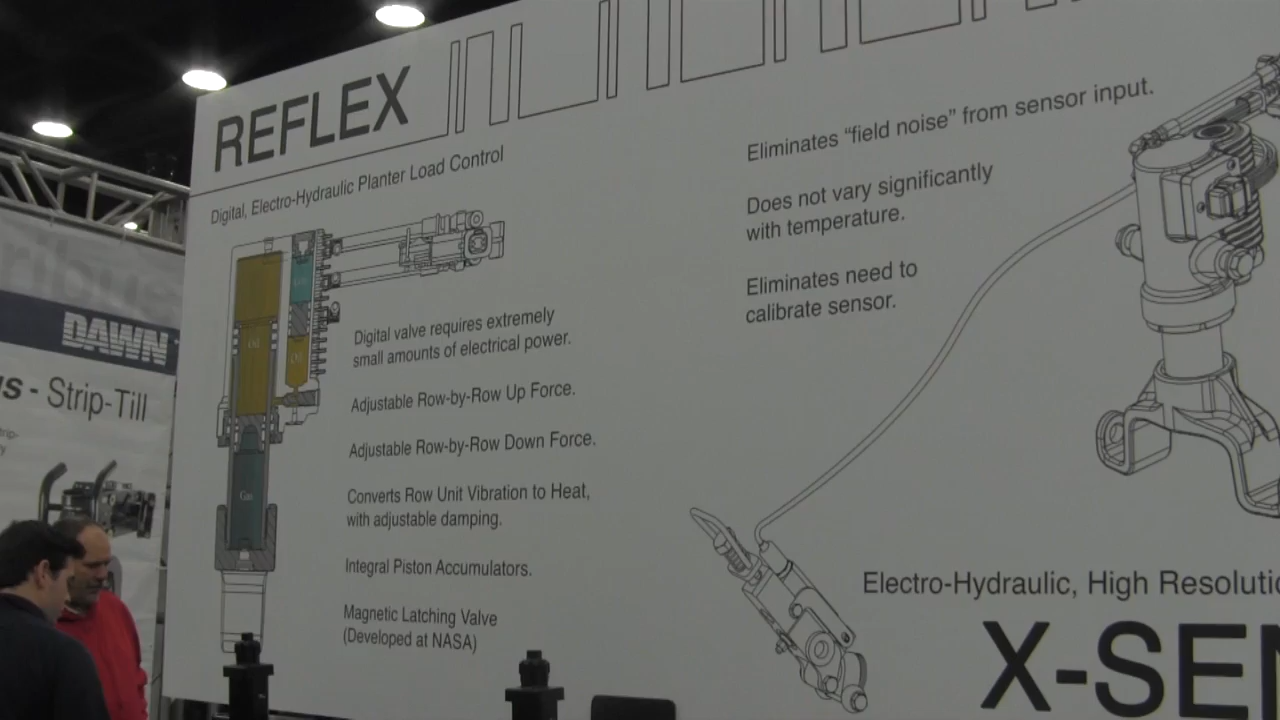 REFLEX
Digital, Electro-Hydraulic Planter Load Control
Digital valve requires extremely
small amounts of electrical power.
Adjustable Row-by-Row Up Force.
Adjustable Row-by-Row Down Force.
Converts Row Unit Vibration to Heat,
with adjustable damping.
Integral Piston Accumulators.
Magnetic Latching Valve
(Developed at NASA)
Oil
Oil
Gas
Eliminates “field noise” from sensor input.
Does not vary significantly
with temperature.
Eliminates need to
calibrate sensor.
Electro-Hydraulic, High Resoluti
X-SEN
ribus
DAWN
us - Strip-Till